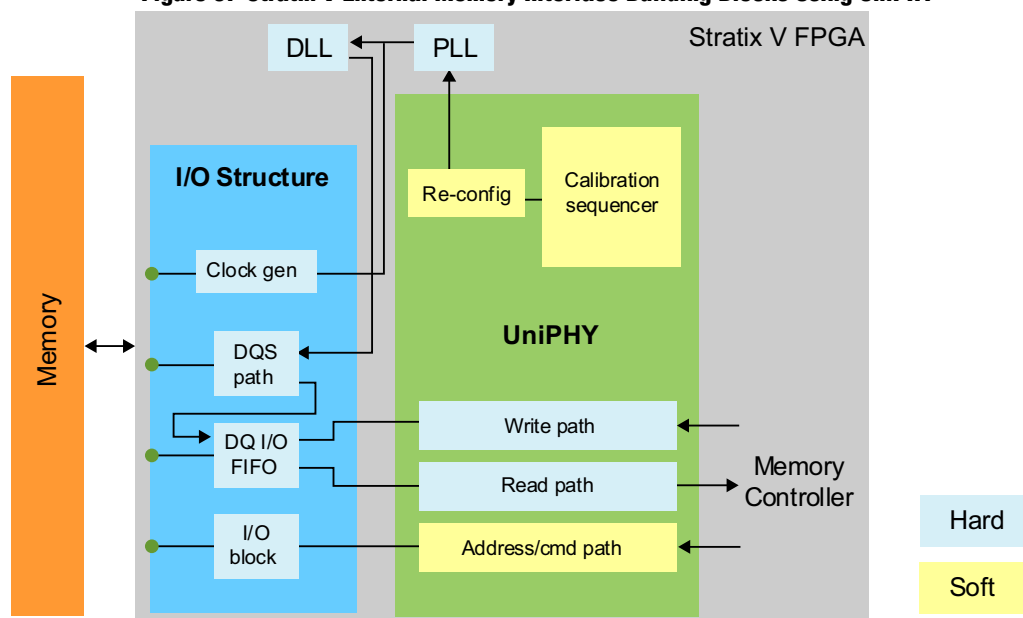 Stratix V FPGA
DLL
PLL
I/O Structure
Re-config
Calibration
sequencer
Clock gen
Memory
UniPHY
DQS
path
Write path
DQ I/O
FIFO
Read path
Memory
Controller
I/O
block
Address/cmd path
Hard
Soft